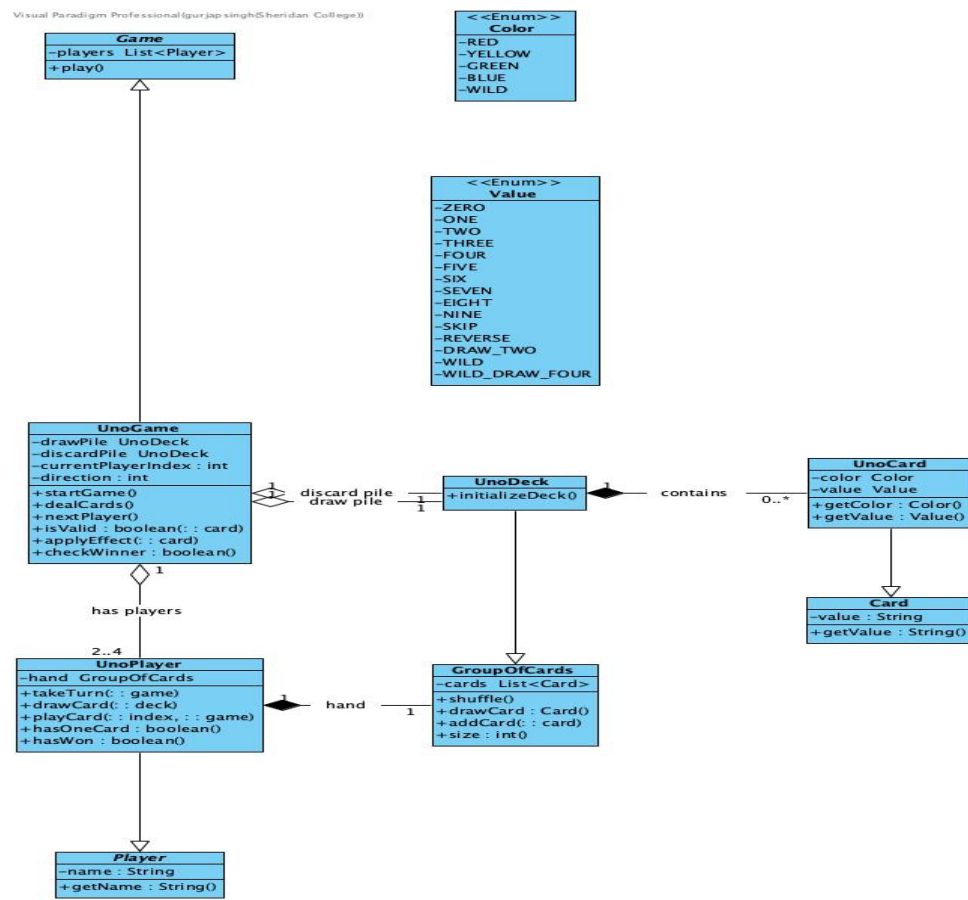 Visual Paradigm Professional(gurjapsingh(Sheridan College))
Game
-players List<Player>
+play()
<<Enum>>
Color
-RED
-YELLOW
-GREEN
-BLUE
-WILD
<<Enum>>
Value
-ZERO
-ONE
-TWO
-THREE
-FOUR
-FIVE
-SIX
-SEVEN
-EIGHT
-NINE
-SKIP
-REVERSE
-DRAW_TWO
-WILD
-WILD_DRAW_FOUR
UnoGame
-drawPile UnoDeck
-discardPile UnoDeck
-currentPlayerIndex : int
-direction : int
+startGame()
+dealCards()
+nextPlayer()
+isValid : boolean(: : card)
+applyEffect(: : card)
+checkWinner : boolean()
1
discard pile
1
1
draw pile
1
UnoDeck
+initializeDeck()
1
contains
0..*
UnoCard
-color Color
-value Value
+getColor : Color()
+getValue : Value()
Card
-value : String
+getValue : String()
1
has players
2..4
UnoPlayer
-hand GroupOfCards
+takeTurn(: : game)
+drawCard(: : deck)
+playCard(: : index, : : game)
+hasOneCard : boolean()
+hasWon : boolean()
1
hand
1
GroupOfCards
-cards List<Card>
+shuffle()
+drawCard : Card()
+addCard(: : card)
+size : int()
Player
-name : String
+getName : String()